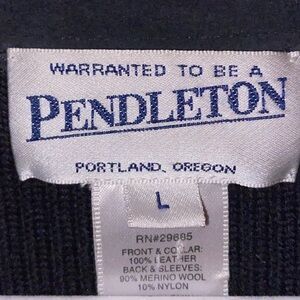 WARRANTED TO BE A
PENDLETON
PORTLAND, OREGON
L
RN#29685
FRONT & COLLAR:
100% LEATHER
BACK & SLEEVES:
90% MERINO WOOL
10% NYLON